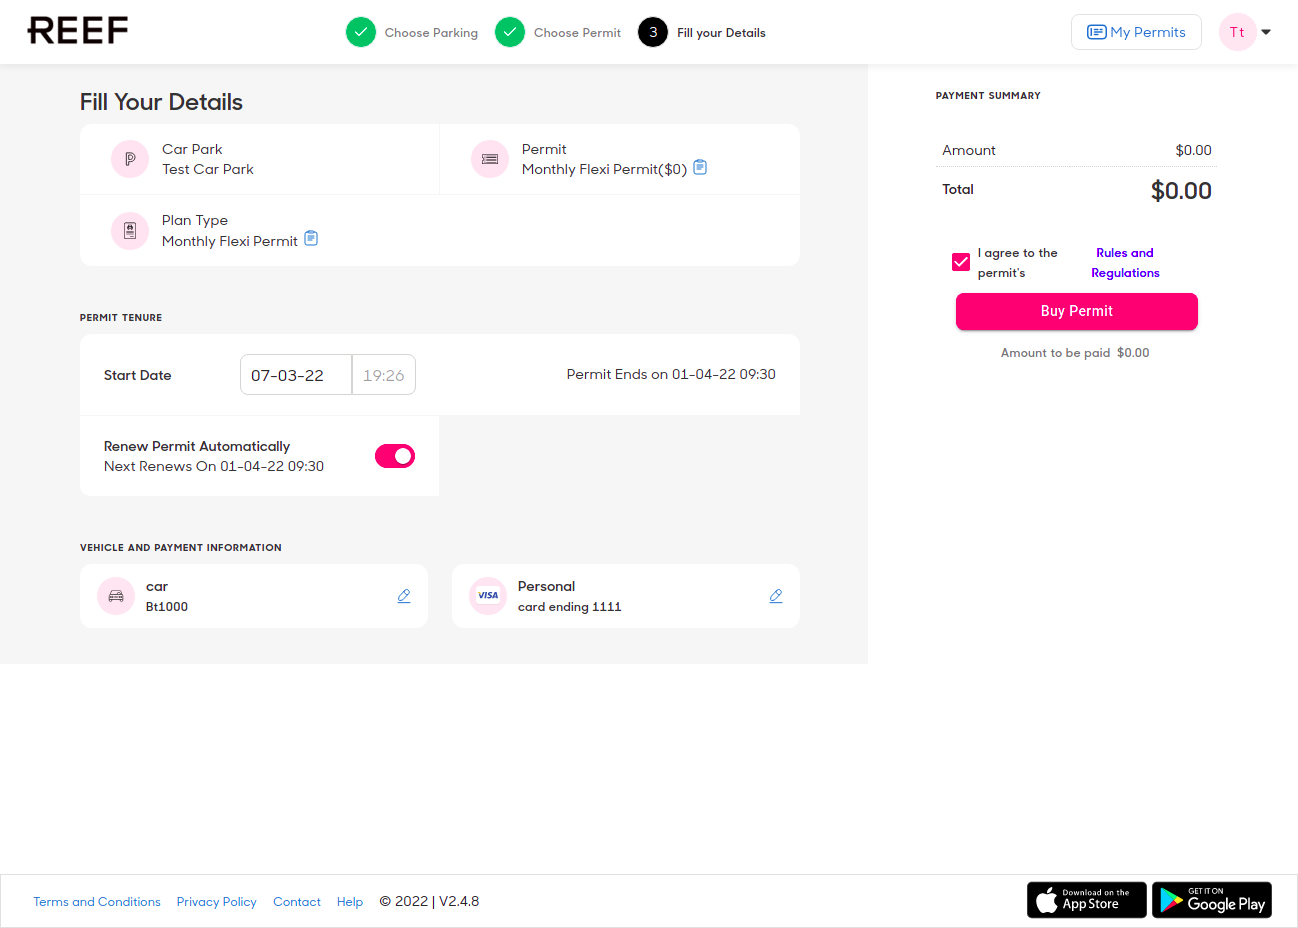 REEF
Choose Parking
Choose Permit
3
Fill your Details
My Permits
Tt
Fill Your Details
Car Park
Test Car Park
Permit
Monthly Flexi Permit($0)
Plan Type
Monthly Flexi Permit
PERMIT TENURE
Start Date
07-03-22
19:26
Permit Ends on 01-04-22 09:30
Renew Permit Automatically
Next Renews On 01-04-22 09:30
VEHICLE AND PAYMENT INFORMATION
car
Bt1000
VISA
Personal
card ending 1111
PAYMENT SUMMARY
Amount $0.00
Total $0.00
I agree to the permit's
Rules and Regulations
Buy Permit
Amount to be paid $0.00
Terms and Conditions
Privacy Policy
Contact
Help
© 2022 | V2.4.8
Download on the
App Store
GET IT ON
Google Play